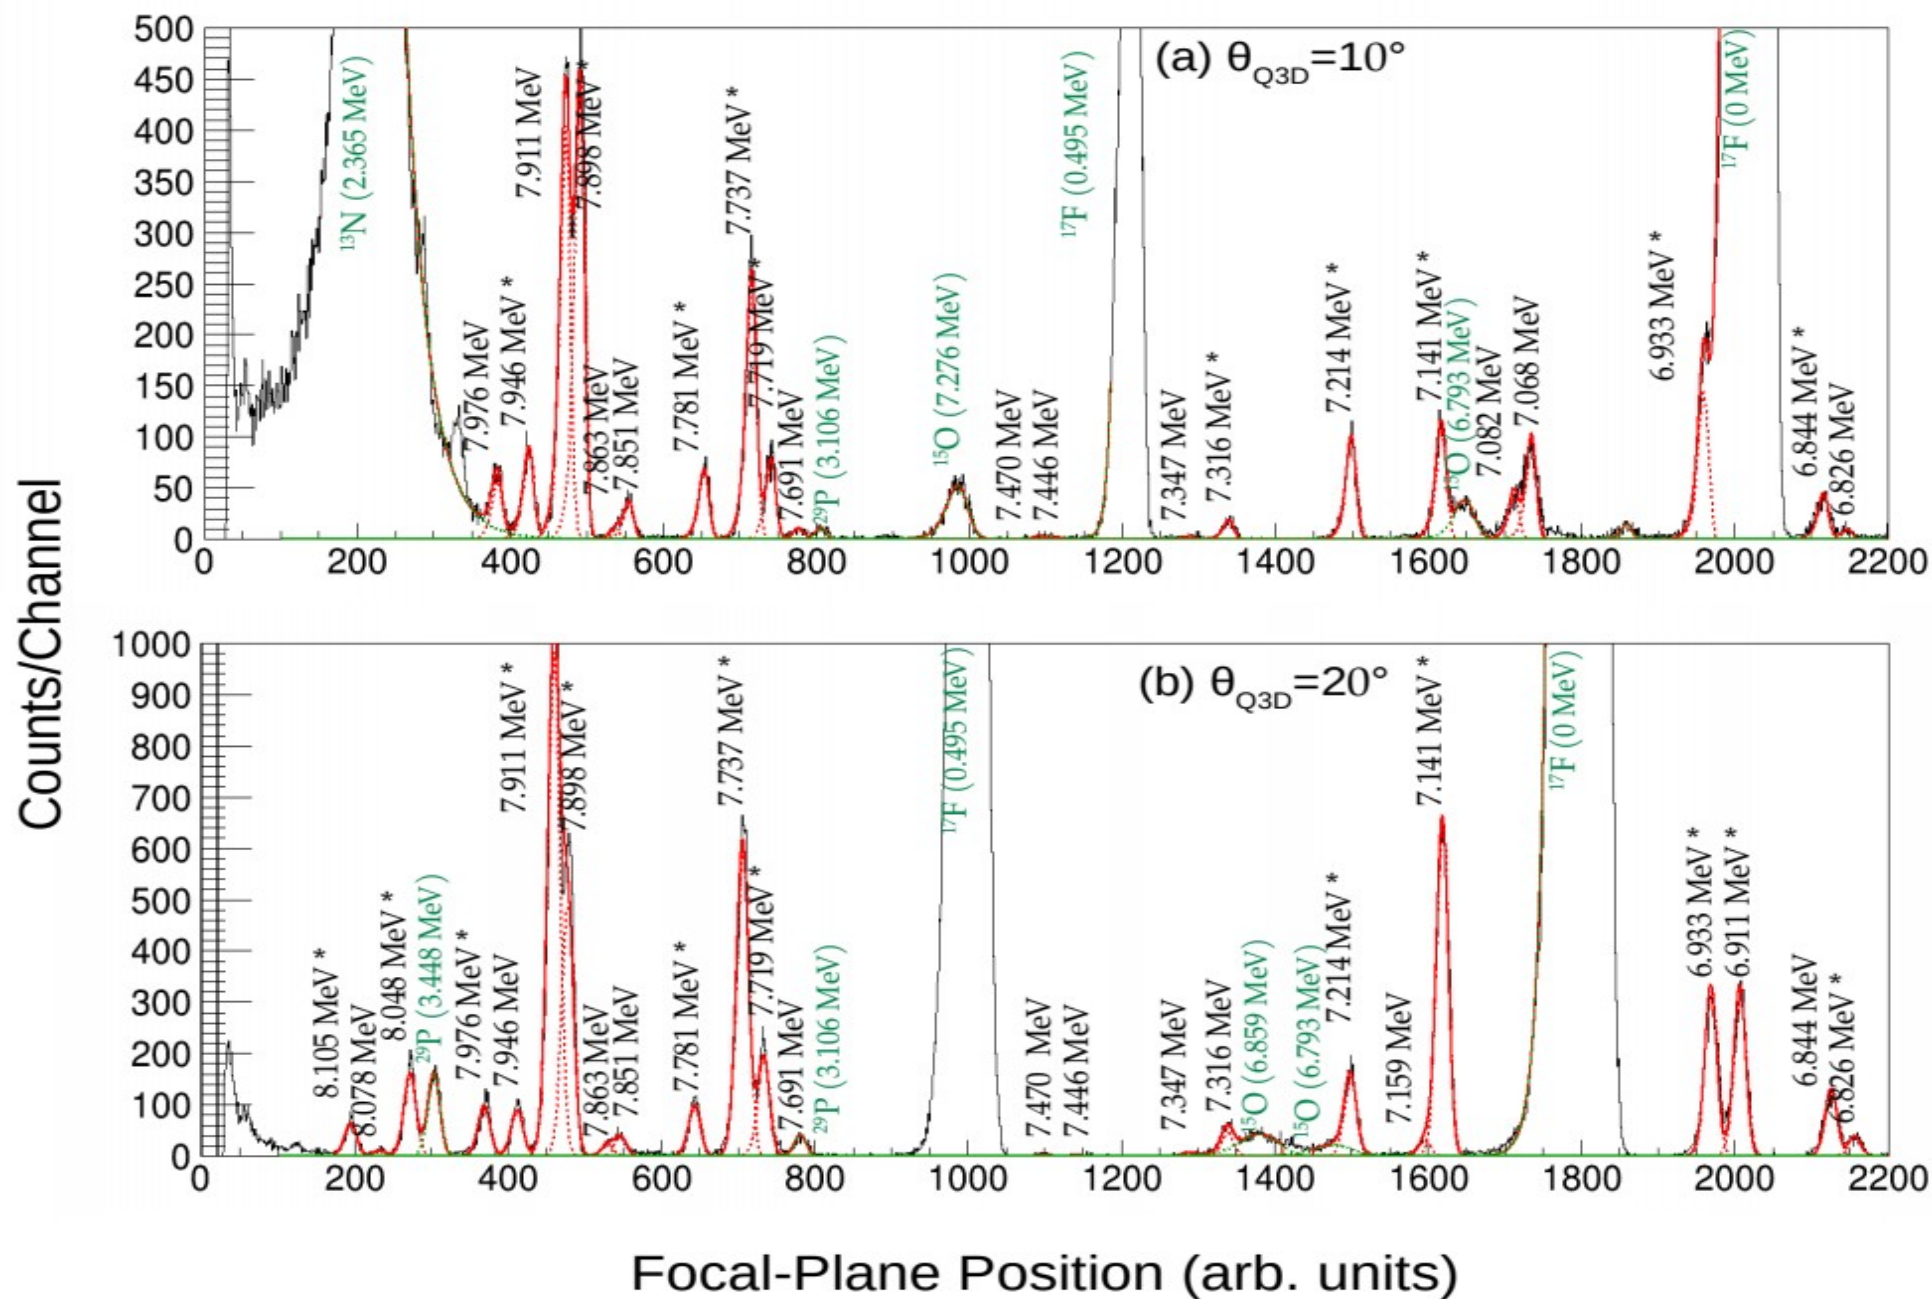 Counts/Channel
(a) θQ3D=10°
500
450
400
350
300
250
200
150
100
50
0
¹³N (2.365 MeV)
7.976 MeV
7.946 MeV *
7.911 MeV
7.898 MeV *
7.863 MeV
7.851 MeV
7.781 MeV *
7.737 MeV *
7.719 MeV *
7.691 MeV
²⁹P (3.106 MeV)
¹⁵O (7.276 MeV)
7.470 MeV
7.446 MeV
¹⁷F (0.495 MeV)
7.347 MeV
7.316 MeV *
7.214 MeV *
7.141 MeV *
¹⁵O (6.793 MeV)
7.082 MeV
7.068 MeV
6.933 MeV *
¹⁷F (0 MeV)
6.844 MeV *
6.826 MeV
0 200 400 600 800 1000 1200 1400 1600 1800 2000 2200
(b) θQ3D=20°
1000
900
800
700
600
500
400
300
200
100
0
8.105 MeV *
8.078 MeV
8.048 MeV *
²⁹P (3.448 MeV)
7.976 MeV *
7.946 MeV
7.911 MeV *
7.898 MeV *
7.863 MeV
7.851 MeV
7.781 MeV *
7.737 MeV *
7.719 MeV *
7.691 MeV
²⁹P (3.106 MeV)
¹⁷F (0.495 MeV)
7.470 MeV
7.446 MeV
7.347 MeV
7.316 MeV
¹⁵O (6.859 MeV)
¹⁵O (6.793 MeV)
7.214 MeV *
7.159 MeV
7.141 MeV *
¹⁷F (0 MeV)
6.933 MeV *
6.911 MeV *
6.844 MeV
6.826 MeV *
0 200 400 600 800 1000 1200 1400 1600 1800 2000 2200
Focal-Plane Position (arb. units)